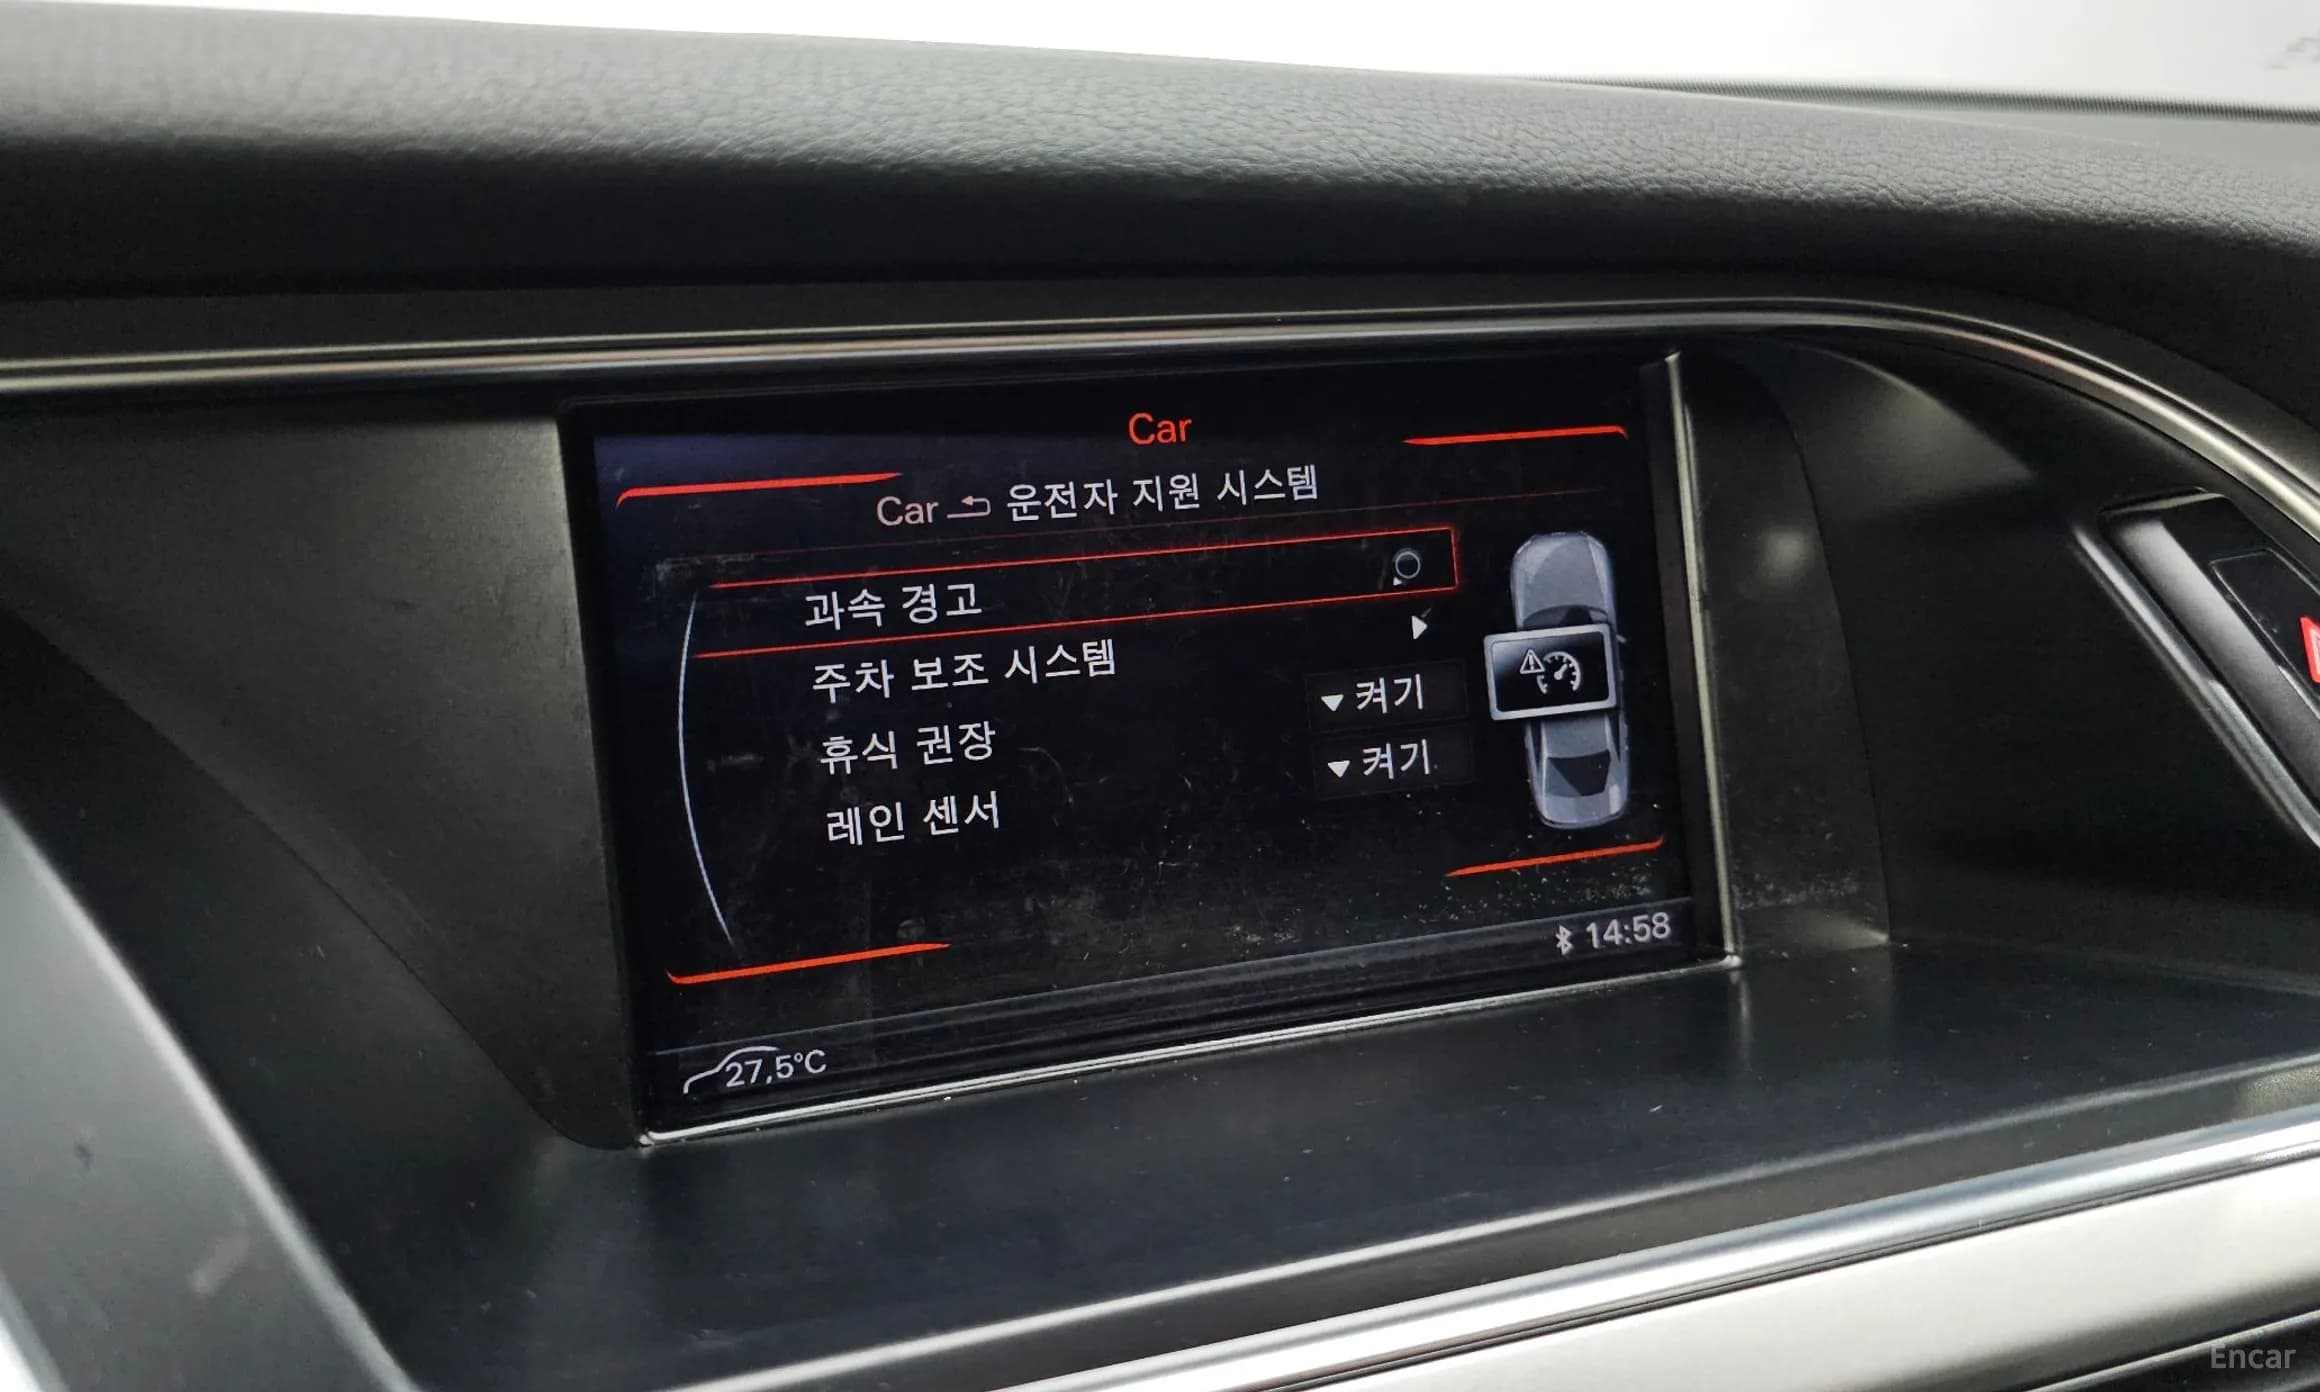 Car
Car 운전자 지원 시스템
과속 경고
주차 보조 시스템
휴식 권장 켜기
레인 센서 켜기
14:58
27,5°C
Encar